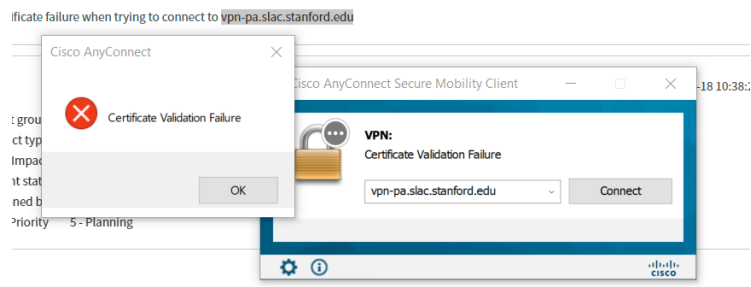 ificate failure when trying to connect to vpn-pa.slac.stanford.edu
Cisco AnyConnect
Certificate Validation Failure
OK
Cisco AnyConnect Secure Mobility Client
VPN:
Certificate Validation Failure
vpn-pa.slac.stanford.edu
Connect
cisco
-18 10:38:2
t grou
ct typ
Impac
nt stat
ned b
Priority 5 - Planning